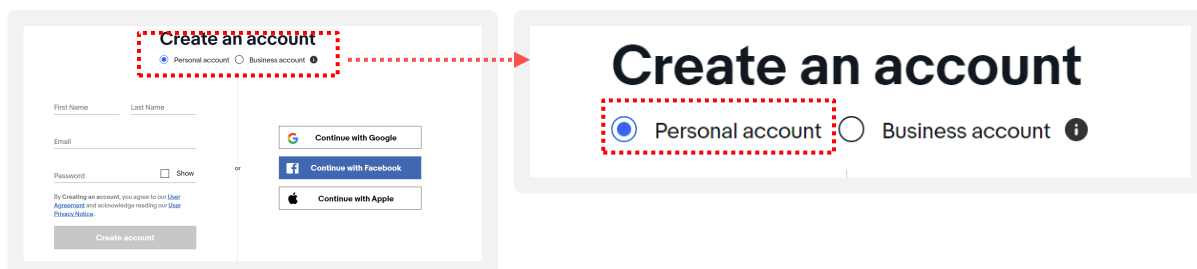 Create an account
Personal account Business account i
First Name Last Name
Email
Password Show
By Creating an account, you agree to our User
Agreement and acknowledge reading our User
Privacy Notice.
Create account
or
Continue with Google
Continue with Facebook
Continue with Apple
Create an account
Personal account Business account i